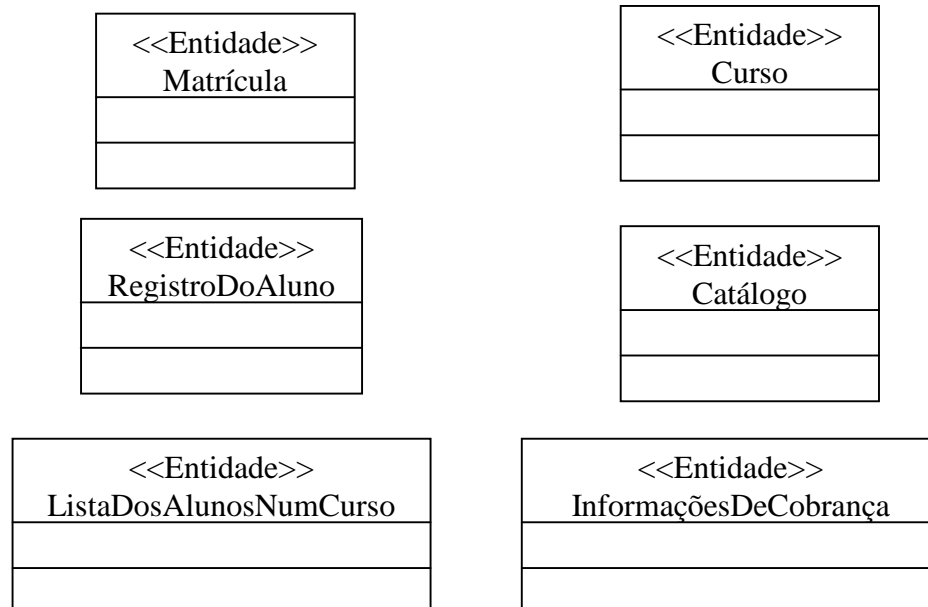 <<Entidade>>
Matrícula
<<Entidade>>
Curso
<<Entidade>>
RegistroDoAluno
<<Entidade>>
Catálogo
<<Entidade>>
ListaDosAlunosNumCurso
<<Entidade>>
InformaçõesDeCobrança